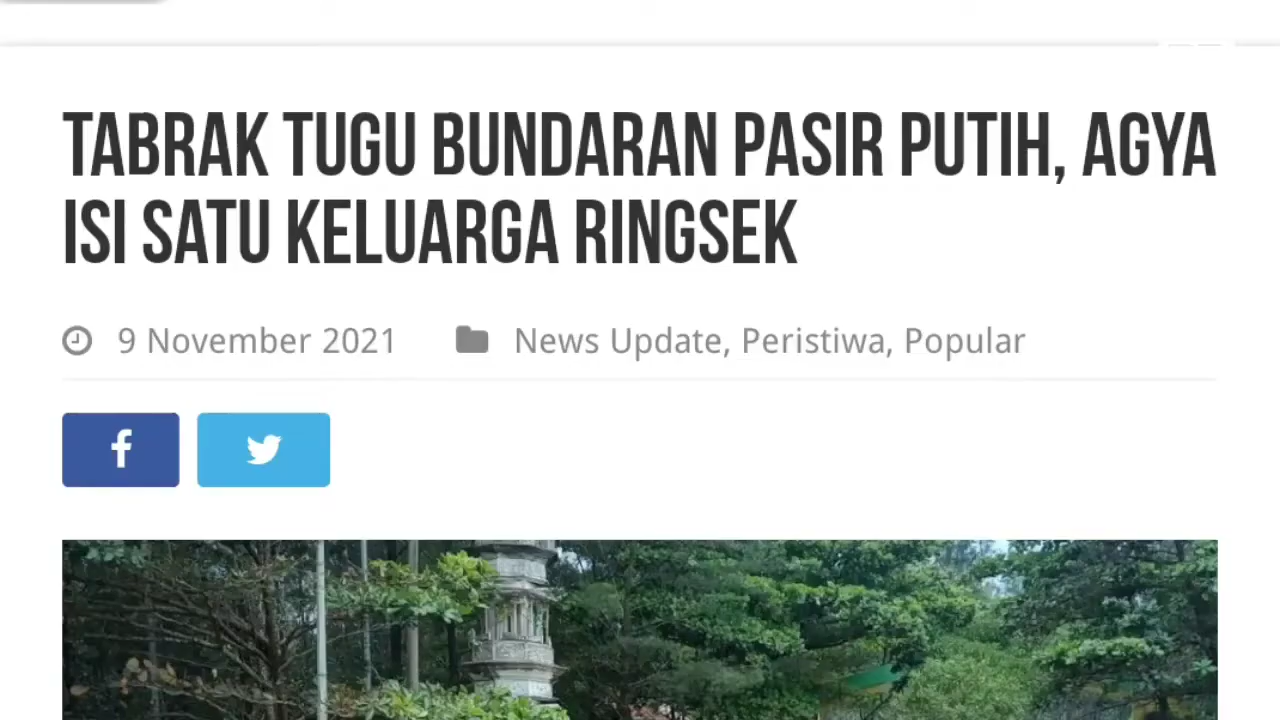 TABRAK TUGU BUNDARAN PASIR PUTIH, AGYA
ISI SATU KELUARGA RINGSEK
9 November 2021 News Update, Peristiwa, Popular